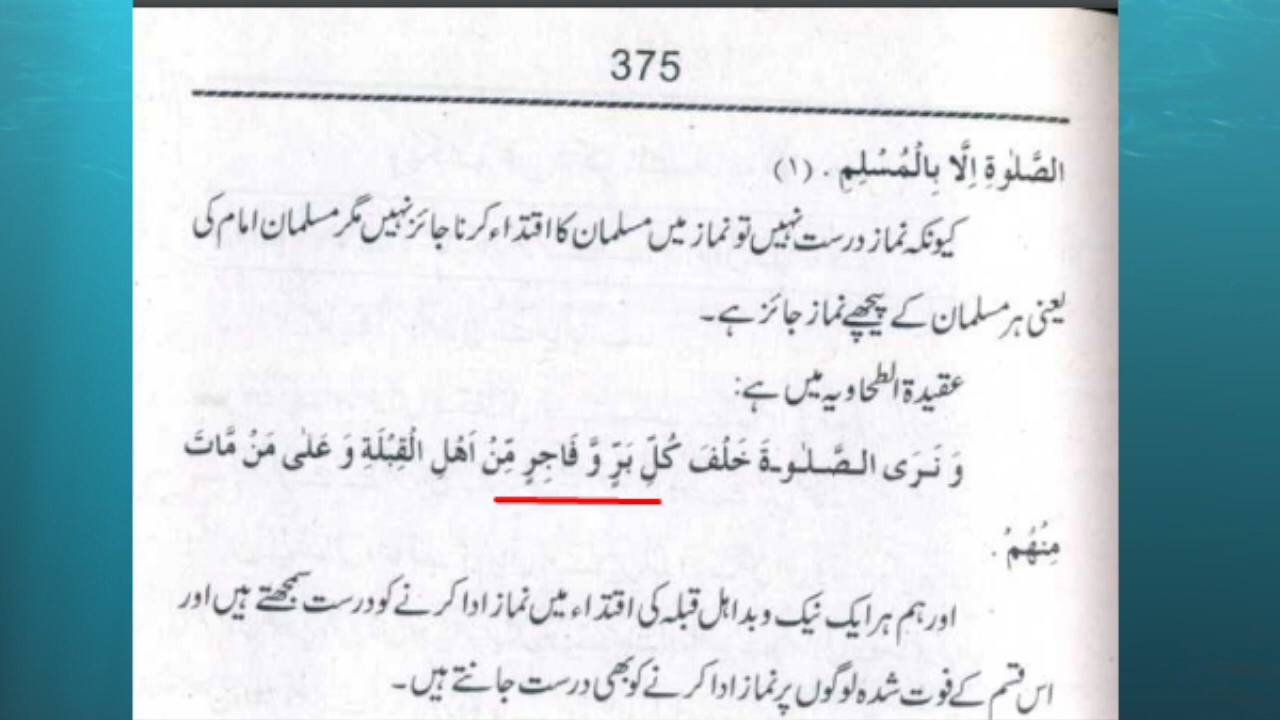 375
الصَّلٰوةِ اِلَّا بِالْمُسْلِمِ . (۱)
کیونکہ نماز درست نہیں تو نماز میں مسلمان کا اقتداء کرنا جائز نہیں مگر مسلمان امام کی
یعنی ہر مسلمان کے پیچھے نماز جائز ہے۔
عقیدۃ الطحاویہ میں ہے:
وَ نَرَى الصَّلٰوةَ خَلْفَ كُلِّ بَرٍّ وَّ فَاجِرٍ مِّنْ اَهْلِ الْقِبْلَةِ وَ عَلٰى مَنْ مَّاتَ
مِنْهُمْ .
اور ہم ہر ایک نیک و بد اہل قبلہ کی اقتداء میں نماز ادا کرنے کو درست سمجھتے ہیں اور
اس قسم کے فوت شدہ لوگوں پر نماز ادا کرنے کو بھی درست جانتے ہیں۔